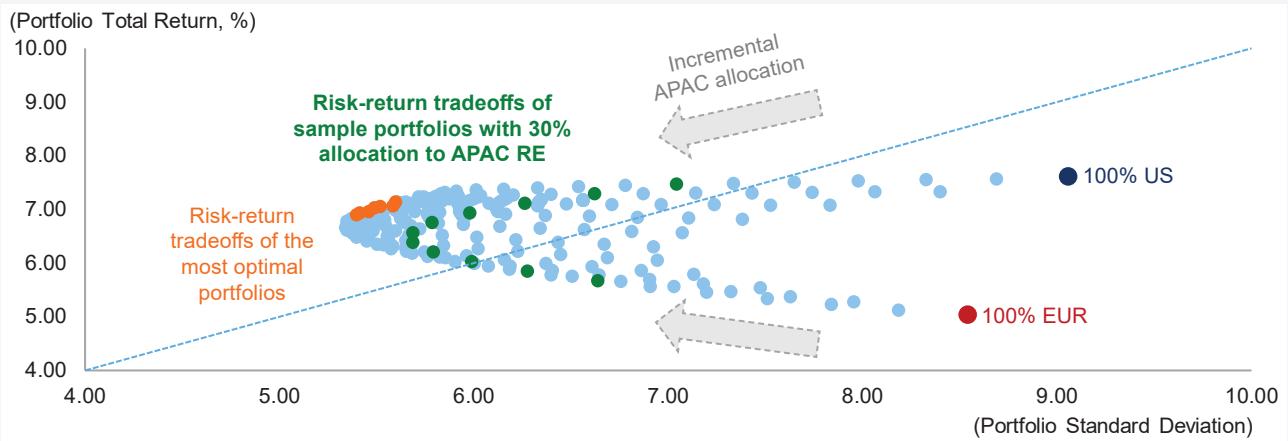 (Portfolio Total Return, %)
10.00
9.00
8.00
7.00
6.00
5.00
4.00
Incremental
APAC allocation
Risk-return tradeoffs of
sample portfolios with 30%
allocation to APAC RE
100% US
Risk-return
tradeoffs of the
most optimal
portfolios
100% EUR
4.00 5.00 6.00 7.00 8.00 9.00 10.00
(Portfolio Standard Deviation)